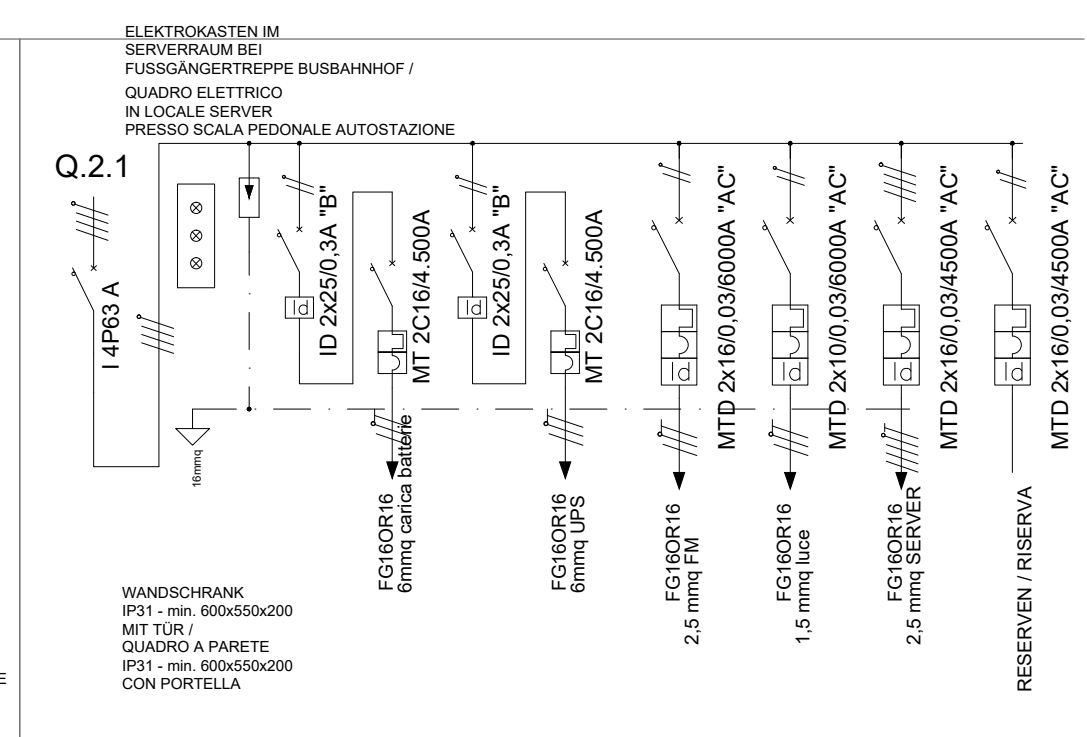 ELEKTROKASTEN IM
SERVERRAUM BEI
FUSSGÄNGERTREPPE BUSBAHNHOF /
QUADRO ELETTRICO
IN LOCALE SERVER
PRESSO SCALA PEDONALE AUTOSTAZIONE
Q.2.1
I 4P63 A
16mmq
Id
ID 2x25/0,3A "B"
MT 2C16/4.500A
FG16OR16
6mmq carica batterie
Id
ID 2x25/0,3A "B"
MT 2C16/4.500A
FG16OR16
6mmq UPS
Id
MTD 2x16/0,03/6000A "AC"
FG16OR16
2,5 mmq FM
Id
MTD 2x10/0,03/6000A "AC"
FG16OR16
1,5 mmq luce
Id
MTD 2x16/0,03/4500A "AC"
FG16OR16
2,5 mmq SERVER
Id
MTD 2x16/0,03/4500A "AC"
RESERVEN / RISERVA
WANDSCHRANK
IP31 - min. 600x550x200
MIT TÜR /
QUADRO A PARETE
IP31 - min. 600x550x200
CON PORTELLA
E